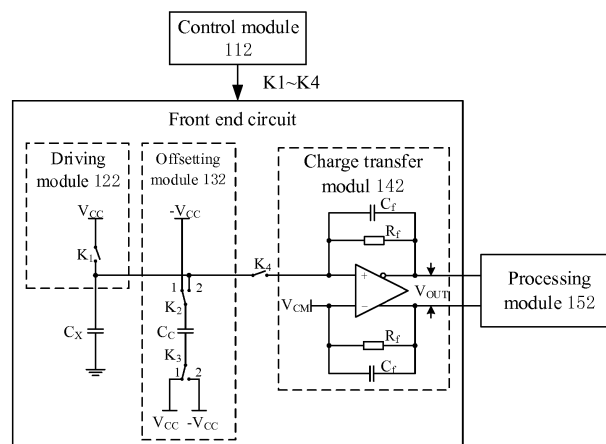 Control module
112
K1~K4
Front end circuit
Driving
module 122
Offsetting
module 132
Charge transfer
modul 142
VCC
-VCC
Cf
Rf
K1
K4
1 2
K2
CX
CC
K3
1 2
VCC -VCC
+
−
VCM
VOUT
Rf
Cf
Processing
module 152